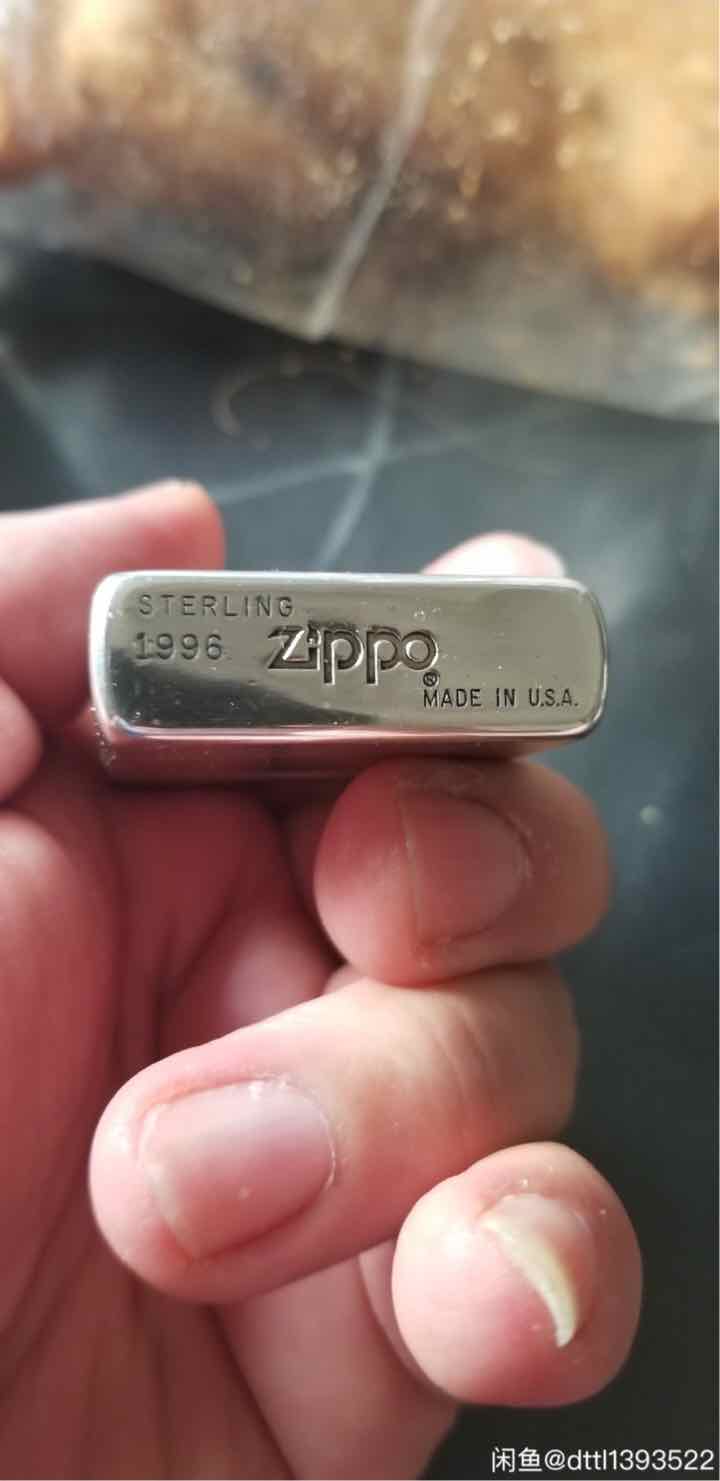 STERLING
1996 Zippo
®
MADE IN U.S.A.
闲鱼@dttl1393522